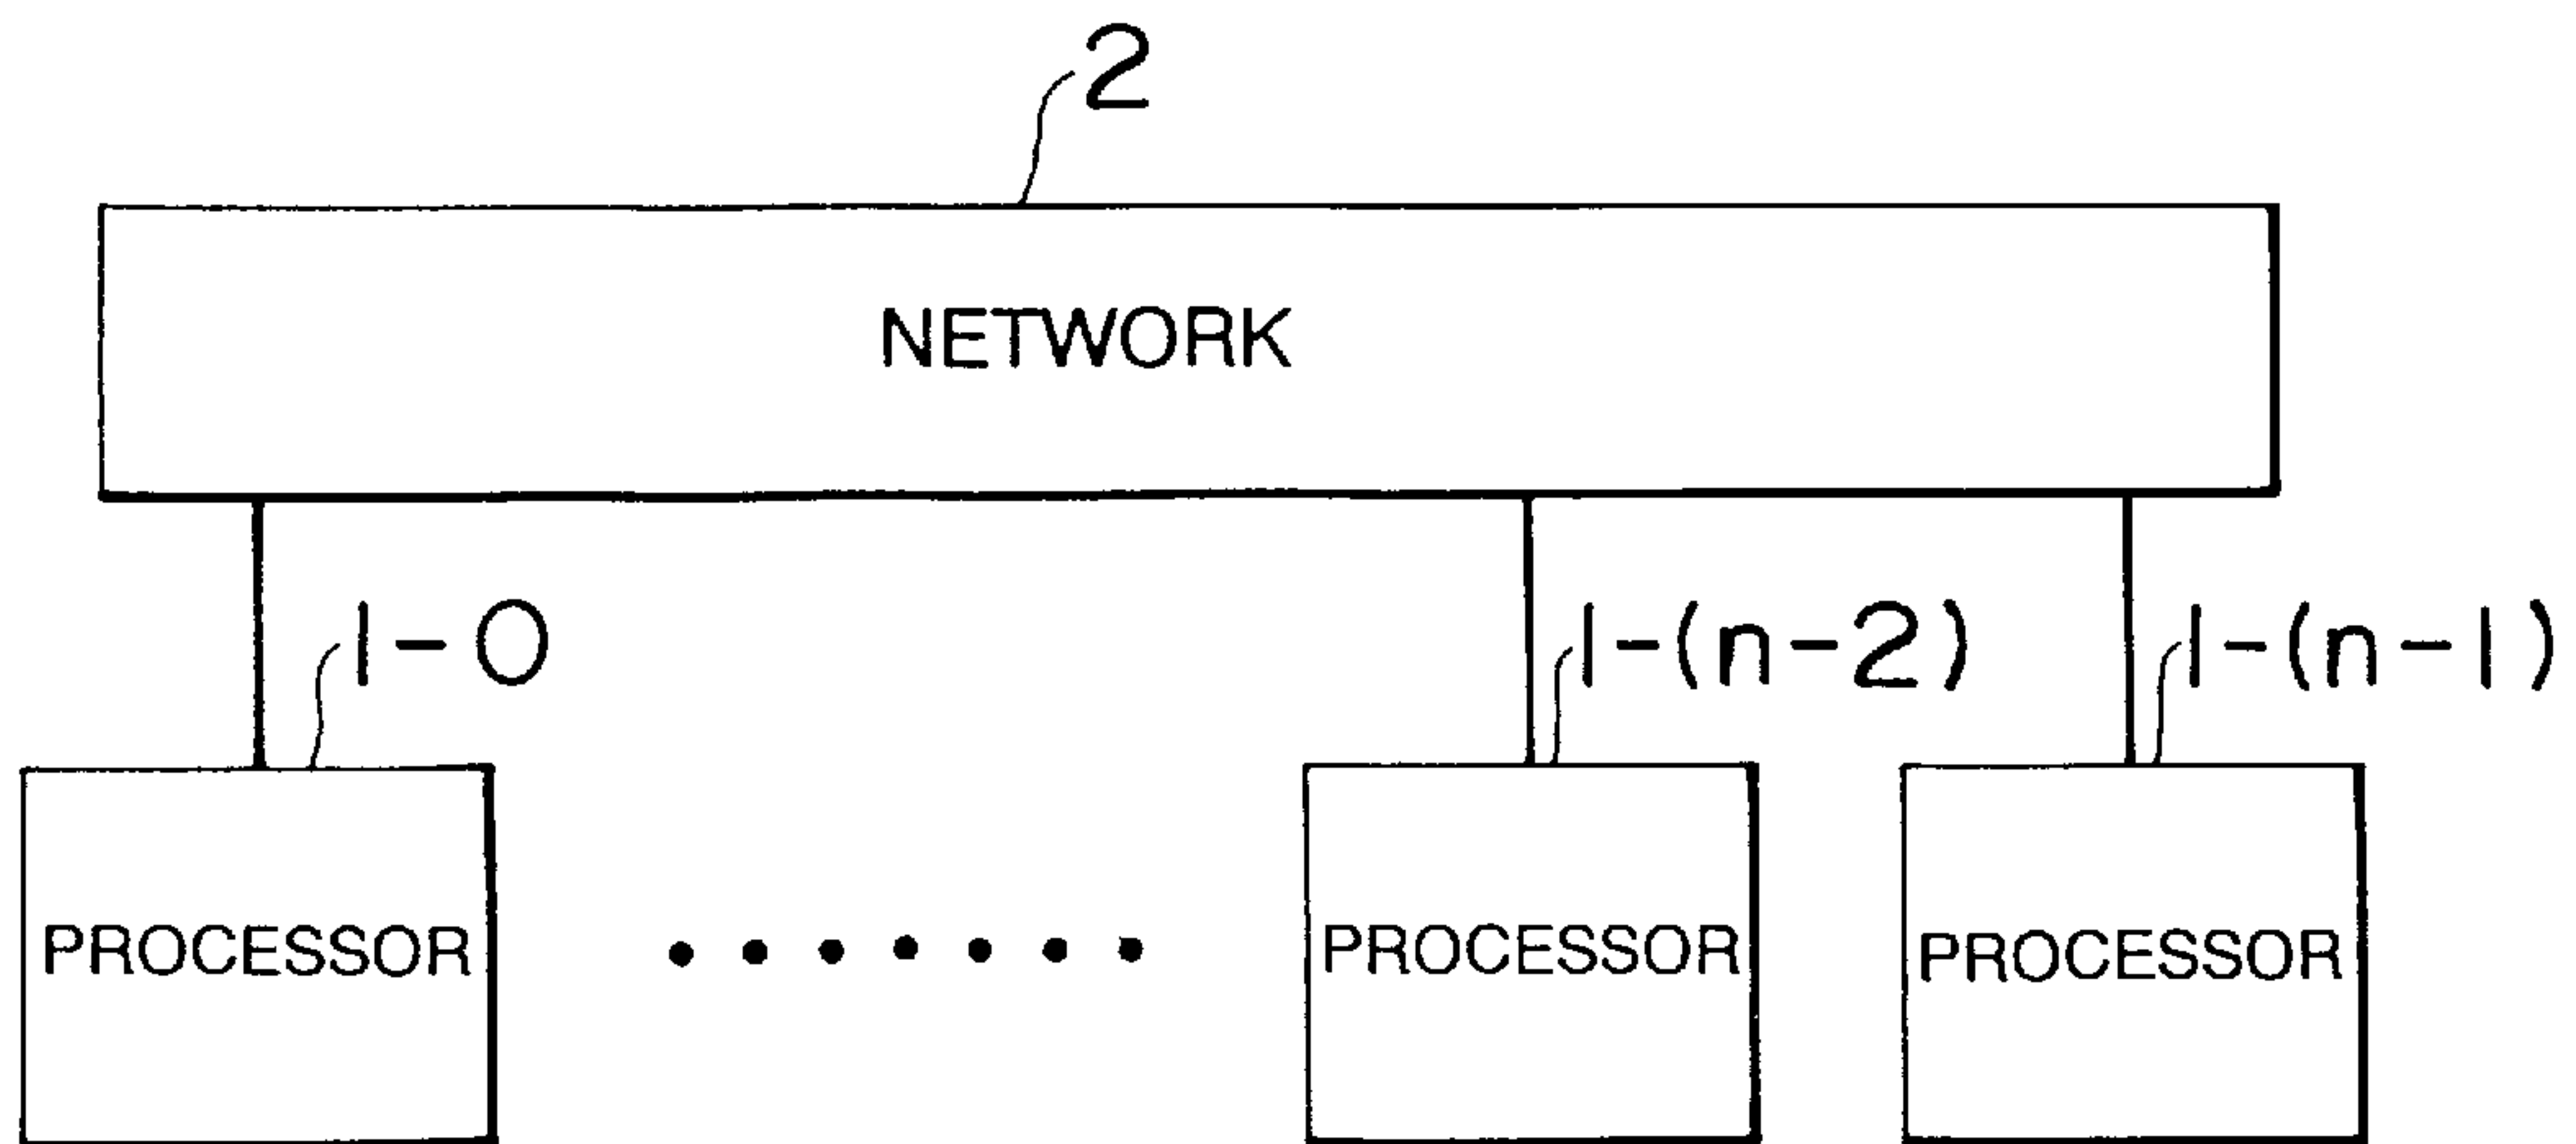 2
NETWORK
1-0
1-(n-2)
1-(n-1)
PROCESSOR
PROCESSOR
PROCESSOR